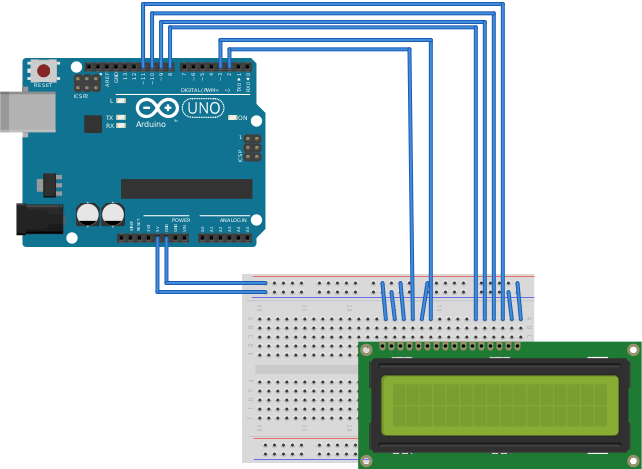 RESET
ICSP2
AREF
GND
13
12
~11
~10
~9
8
7
~6
~5
4
~3
2
TX0 ▶ 1
RX0 ◀ 0
DIGITAL (PWM= ~)
L
TX
RX
UNO
Arduino
ON
1
ICSP
POWER
ANALOG IN
IOREF
RESET
3V3
5V
GND
GND
VIN
A0
A1
A2
A3
A4
A5